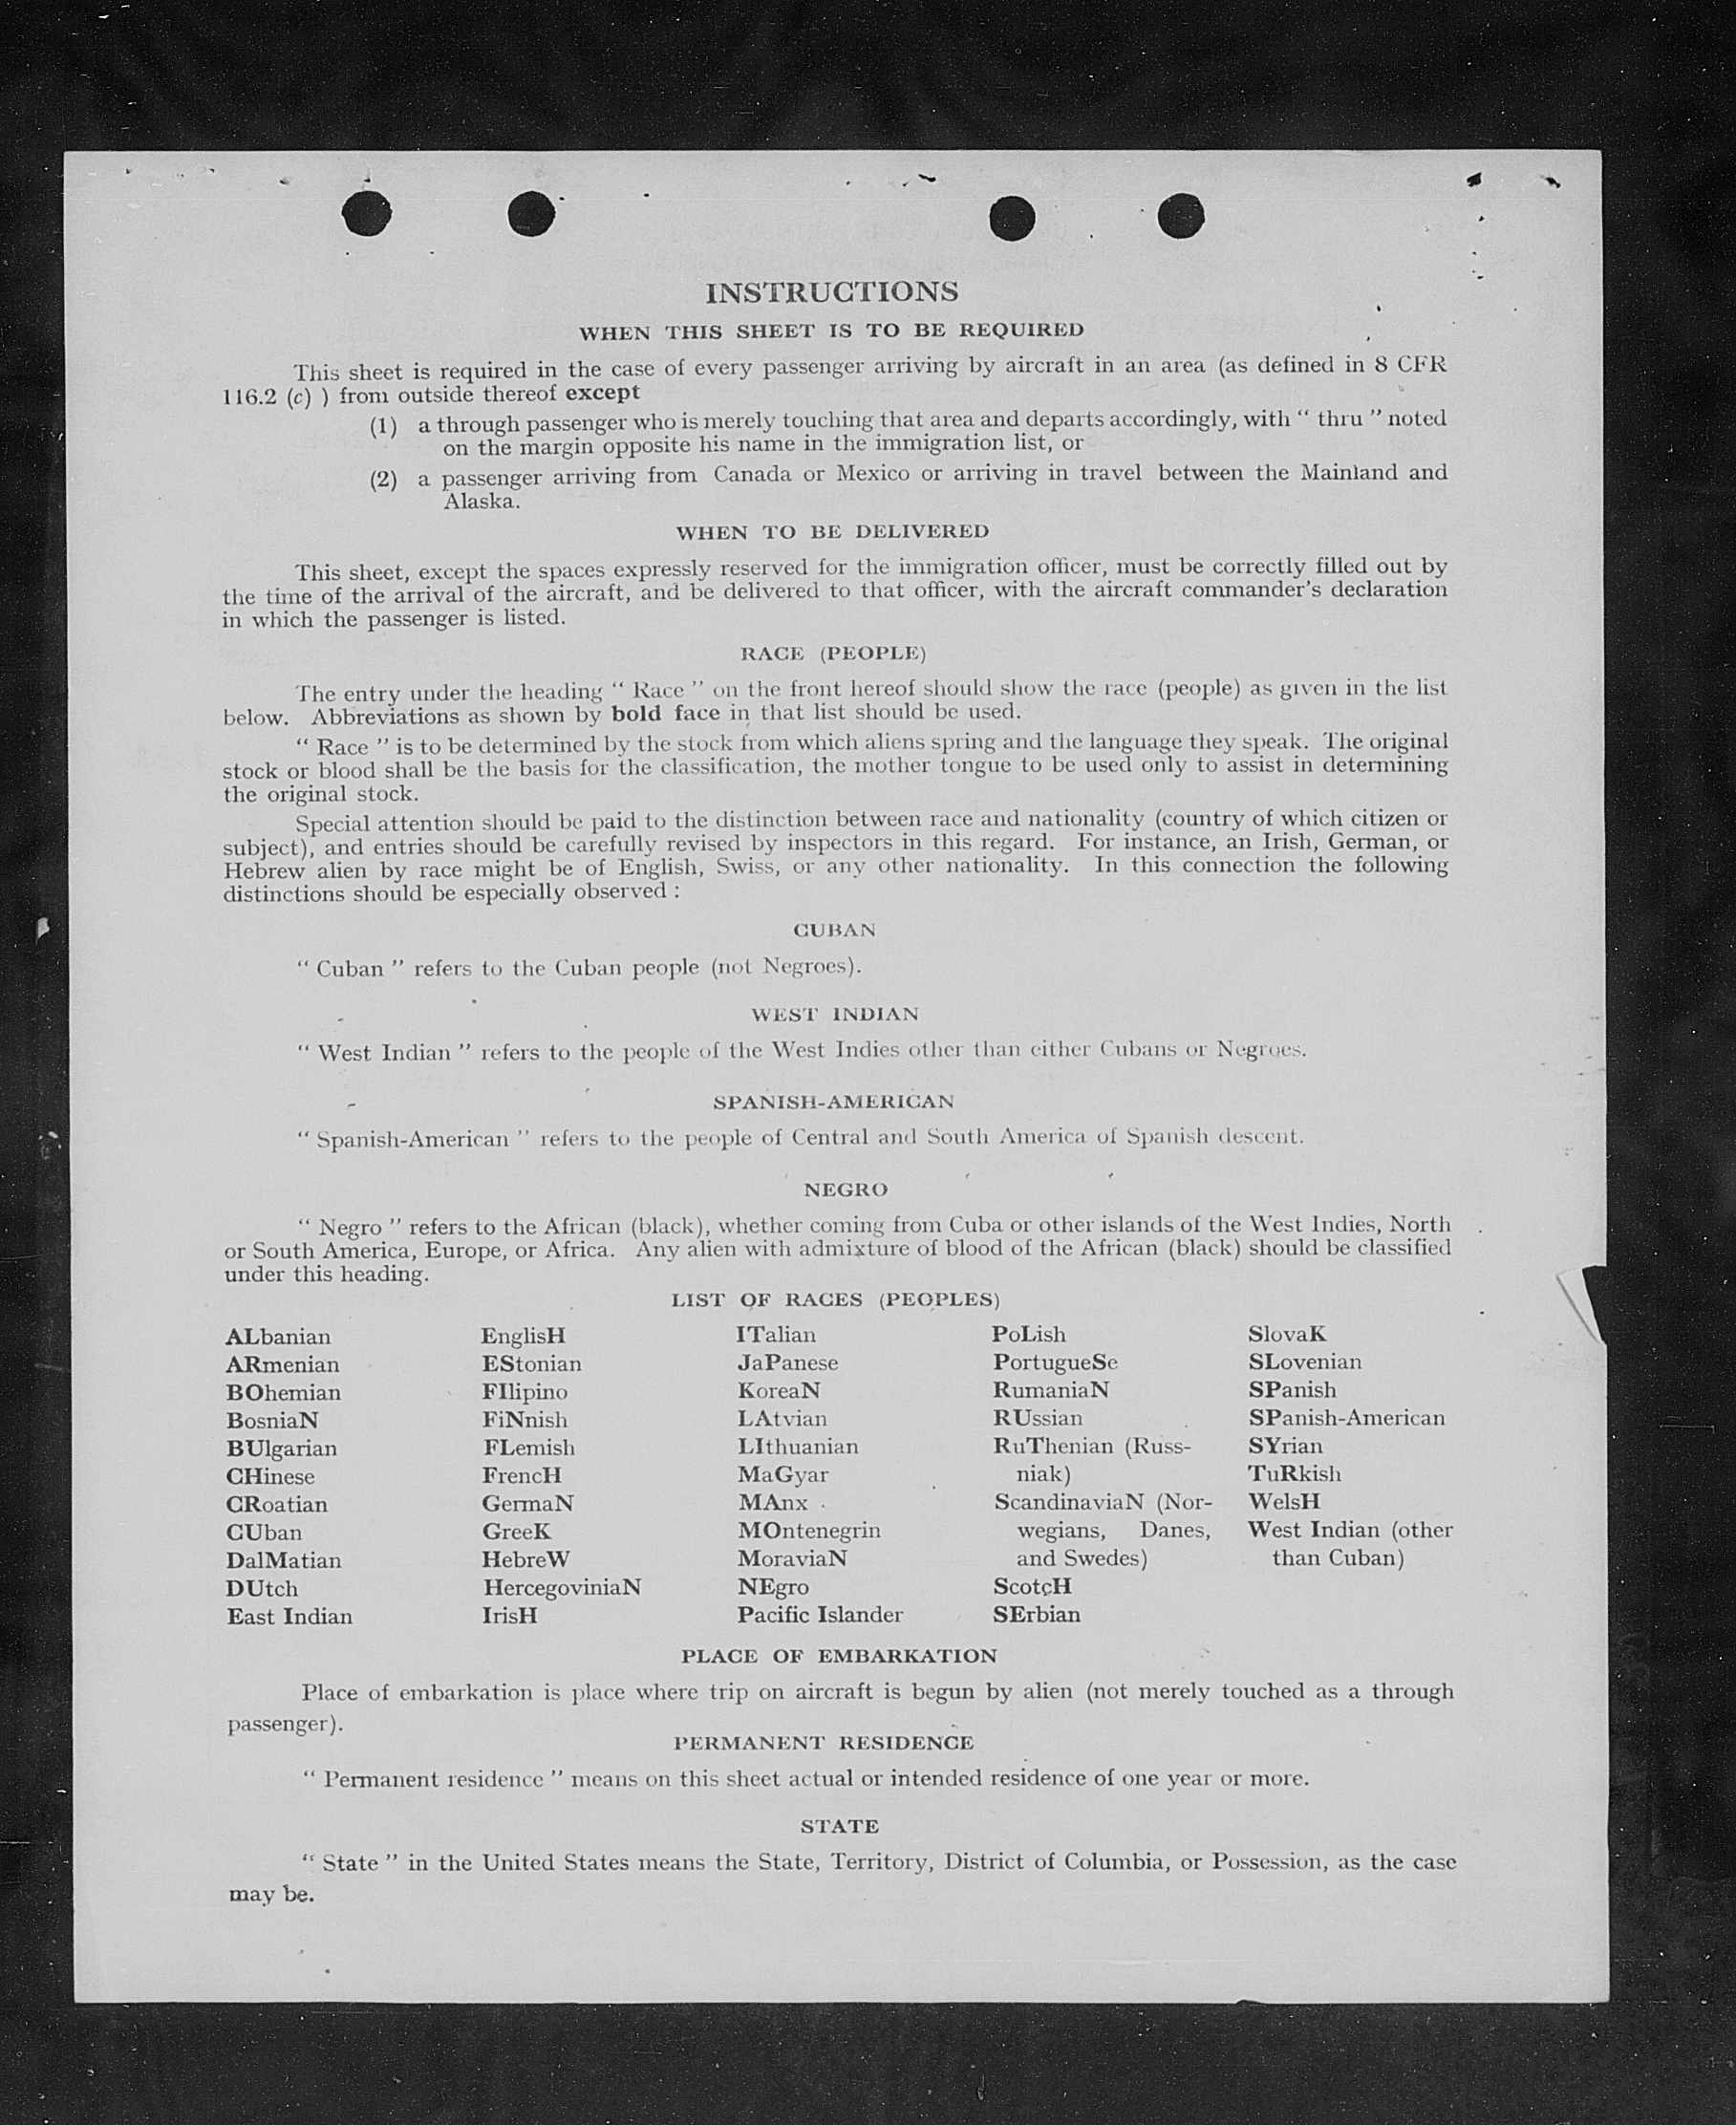 INSTRUCTIONS
WHEN THIS SHEET IS TO BE REQUIRED
This sheet is required in the case of every passenger arriving by aircraft in an area (as defined in 8 CFR
116.2 (c) ) from outside thereof except
(1) a through passenger who is merely touching that area and departs accordingly, with “ thru ” noted
on the margin opposite his name in the immigration list, or
(2) a passenger arriving from Canada or Mexico or arriving in travel between the Mainland and
Alaska.
WHEN TO BE DELIVERED
This sheet, except the spaces expressly reserved for the immigration officer, must be correctly filled out by
the time of the arrival of the aircraft, and be delivered to that officer, with the aircraft commander's declaration
in which the passenger is listed.
RACE (PEOPLE)
The entry under the heading “ Race ” on the front hereof should show the race (people) as given in the list
below. Abbreviations as shown by bold face in that list should be used.
“ Race ” is to be determined by the stock from which aliens spring and the language they speak. The original
stock or blood shall be the basis for the classification, the mother tongue to be used only to assist in determining
the original stock.
Special attention should be paid to the distinction between race and nationality (country of which citizen or
subject), and entries should be carefully revised by inspectors in this regard. For instance, an Irish, German, or
Hebrew alien by race might be of English, Swiss, or any other nationality. In this connection the following
distinctions should be especially observed :
CUBAN
“ Cuban ” refers to the Cuban people (not Negroes).
WEST INDIAN
“ West Indian ” refers to the people of the West Indies other than either Cubans or Negroes.
SPANISH-AMERICAN
“ Spanish-American ” refers to the people of Central and South America of Spanish descent.
NEGRO
“ Negro ” refers to the African (black), whether coming from Cuba or other islands of the West Indies, North
or South America, Europe, or Africa. Any alien with admixture of blood of the African (black) should be classified
under this heading.
LIST OF RACES (PEOPLES)
ALbanian
ARmenian
BOhemian
BosniaN
BUlgarian
CHinese
CRoatian
CUban
DalMatian
DUtch
East Indian
EnglisH
EStonian
FIlipino
FiNnish
FLemish
FrencH
GermaN
GreeK
HebreW
HercegoviniaN
IrisH
ITalian
JaPanese
KoreaN
LAtvian
LIthuanian
MaGyar
MAnx
MOntenegrin
MoraviaN
NEgro
Pacific Islander
PoLish
PortugueSe
RumaniaN
RUssian
RuThenian (Russ-
niak)
ScandinaviaN (Nor-
wegians, Danes,
and Swedes)
ScotcH
SErbian
SlovaK
SLovenian
SPanish
SPanish-American
SYrian
TuRkish
WelsH
West Indian (other
than Cuban)
PLACE OF EMBARKATION
Place of embarkation is place where trip on aircraft is begun by alien (not merely touched as a through
passenger).
PERMANENT RESIDENCE
“ Permanent residence ” means on this sheet actual or intended residence of one year or more.
STATE
“ State ” in the United States means the State, Territory, District of Columbia, or Possession, as the case
may be.